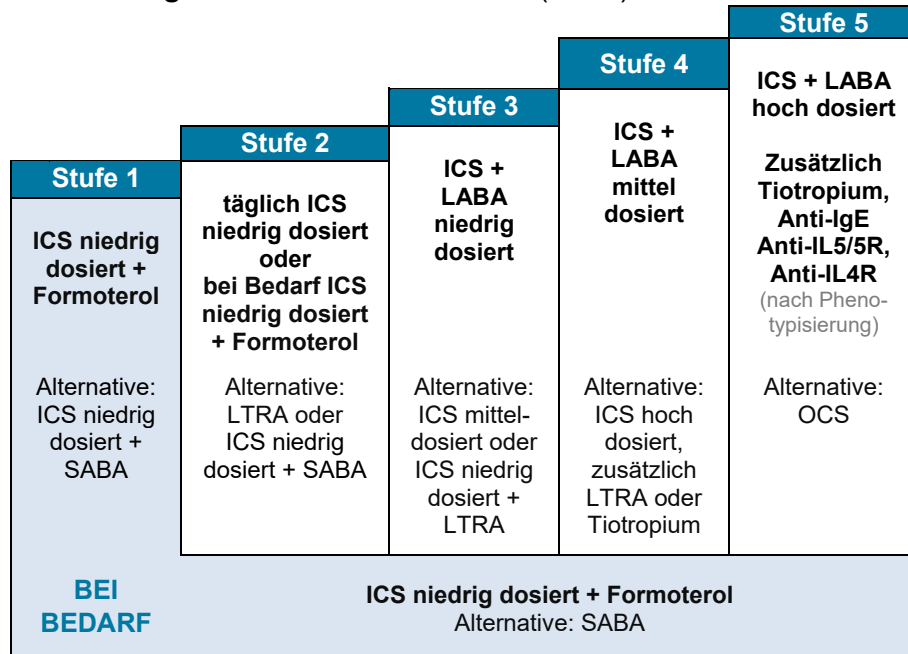 Stufe 1
ICS niedrig
dosiert +
Formoterol
Alternative:
ICS niedrig
dosiert +
SABA
Stufe 2
täglich ICS
niedrig dosiert
oder
bei Bedarf ICS
niedrig dosiert
+ Formoterol
Alternative:
LTRA oder
ICS niedrig
dosiert + SABA
Stufe 3
ICS +
LABA
niedrig
dosiert
Alternative:
ICS mittel-
dosiert oder
ICS niedrig
dosiert +
LTRA
Stufe 4
ICS +
LABA
mittel
dosiert
Alternative:
ICS hoch
dosiert,
zusätzlich
LTRA oder
Tiotropium
Stufe 5
ICS + LABA
hoch dosiert
Zusätzlich
Tiotropium,
Anti-IgE
Anti-IL5/5R,
Anti-IL4R
(nach Pheno-
typisierung)
Alternative:
OCS
BEI
BEDARF
ICS niedrig dosiert + Formoterol
Alternative: SABA